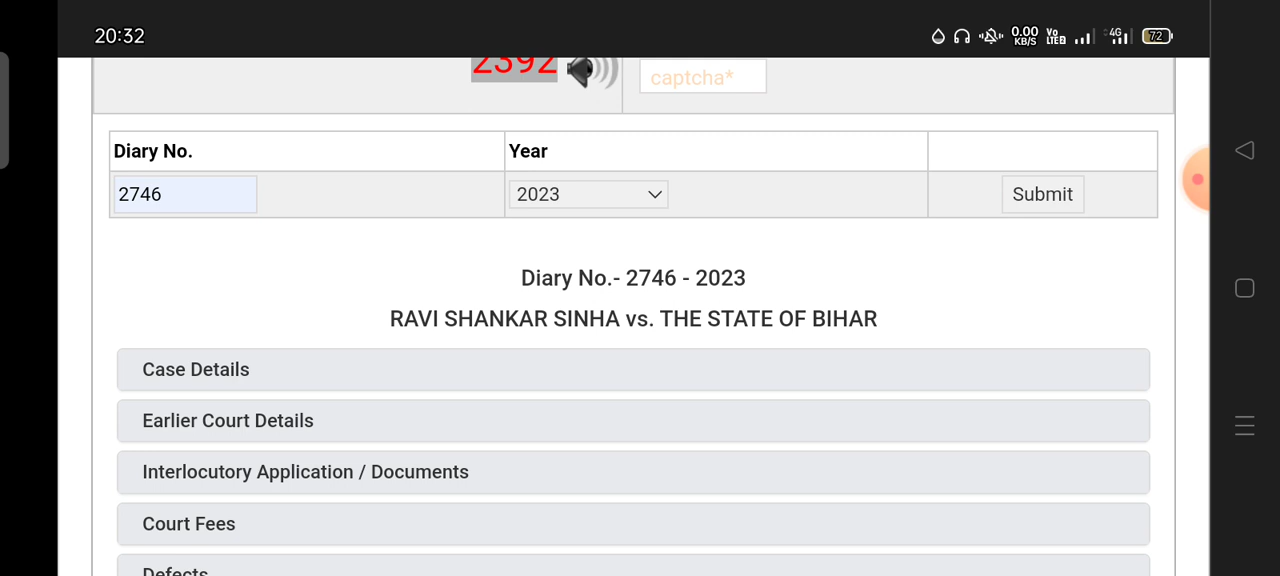 20:32
0.00 KB/S Vo LTE2 4G 72
2392
captcha*
Diary No. Year
2746 2023 Submit
Diary No.- 2746 - 2023
RAVI SHANKAR SINHA vs. THE STATE OF BIHAR
Case Details
Earlier Court Details
Interlocutory Application / Documents
Court Fees
Defects